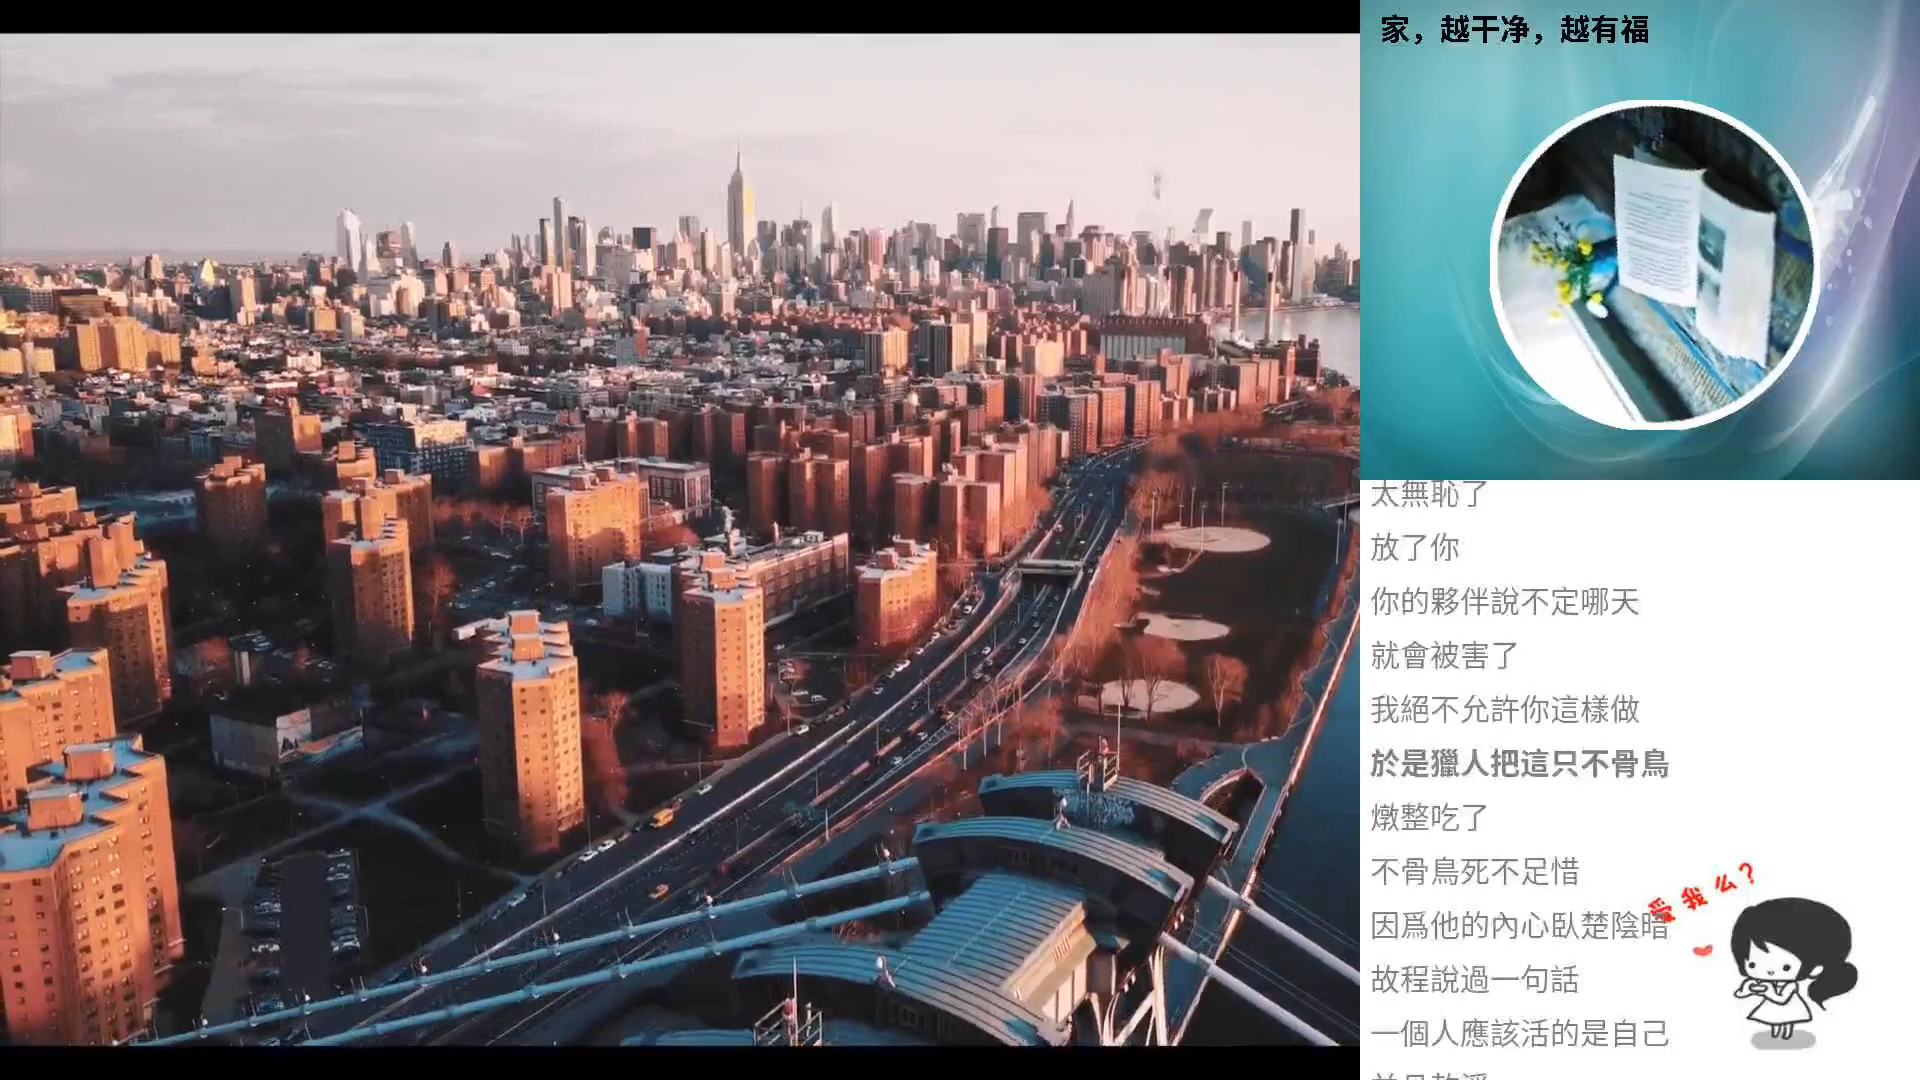 家，越干净，越有福
太無恥了
放了你
你的夥伴說不定哪天
就會被害了
我絕不允許你這樣做
於是獵人把這只不骨鳥
燉整吃了
不骨鳥死不足惜
因爲他的內心臥楚陰暗
故程說過一句話
一個人應該活的是自己
爱我么?